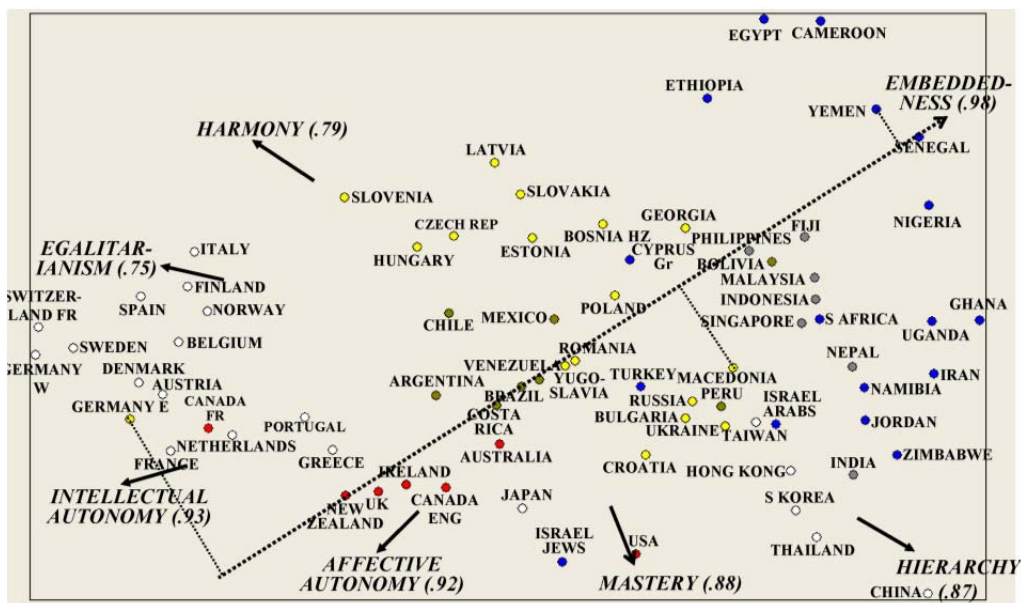 EGYPT
CAMEROON
ETHIOPIA
EMBEDDED-
NESS (.98)
YEMEN
HARMONY (.79)
SENEGAL
LATVIA
SLOVENIA
SLOVAKIA
NIGERIA
GEORGIA
CZECH REP
FIJI
BOSNIA HZ
PHILIPPINES
EGALITAR-
IANISM (.75)
ITALY
HUNGARY
ESTONIA
CYPRUS
Gr
BOLIVIA
MALAYSIA
FINLAND
SWITZER-
LAND FR
SPAIN
NORWAY
POLAND
INDONESIA
GHANA
CHILE
MEXICO
SINGAPORE
S AFRICA
UGANDA
SWEDEN
BELGIUM
ROMANIA
NEPAL
GERMANY
W
DENMARK
VENEZUEL
YUGO-
SLAVIA
TURKEY
MACEDONIA
IRAN
AUSTRIA
ARGENTINA
BRAZIL
NAMIBIA
GERMANY E
CANADA
FR
COSTA
RICA
RUSSIA
PERU
ISRAEL
ARABS
BULGARIA
JORDAN
PORTUGAL
UKRAINE
TAIWAN
NETHERLANDS
GREECE
AUSTRALIA
FRANCE
CROATIA
ZIMBABWE
IRELAND
HONG KONG
INDIA
INTELLECTUAL
AUTONOMY (.93)
NEW
ZEALAND
UK
CANADA
ENG
JAPAN
S KOREA
ISRAEL
JEWS
USA
THAILAND
AFFECTIVE
AUTONOMY (.92)
MASTERY (.88)
HIERARCHY
(.87)
CHINA